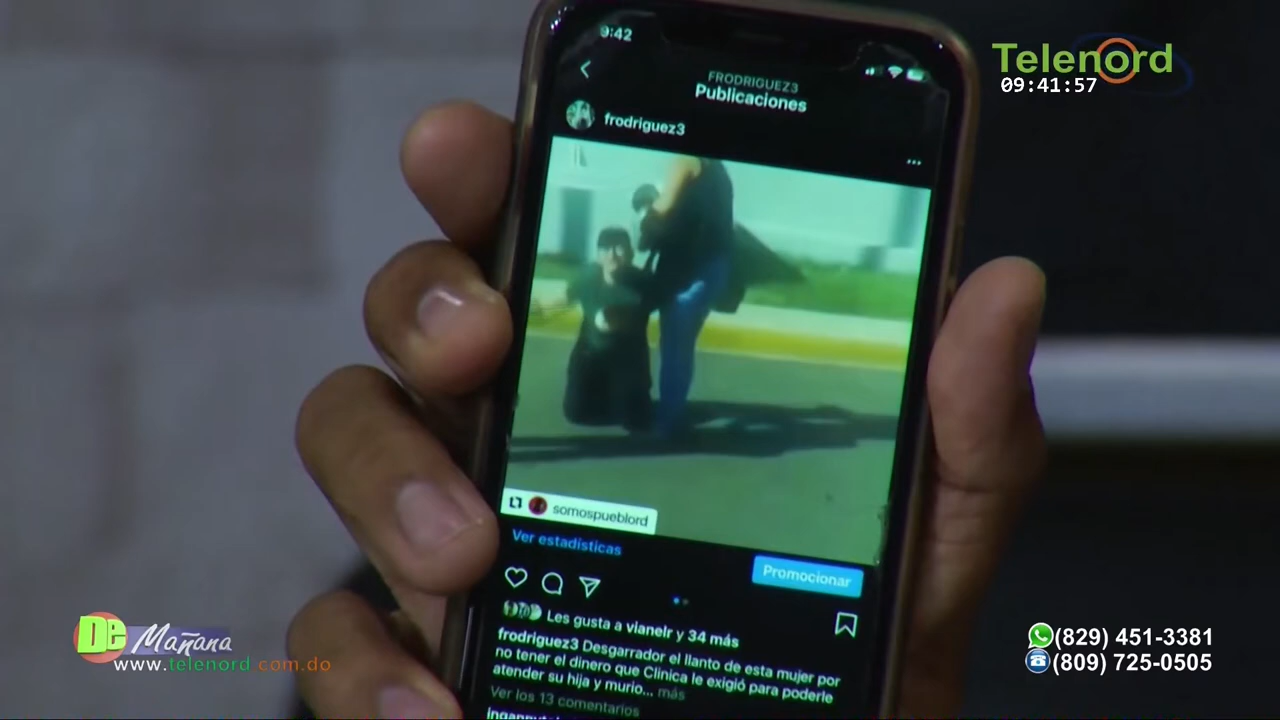 Telenord
09:41:57
9:42
FRODRIGUEZ3
Publicaciones
frodriguez3
somospueblord
Ver estadísticas
Promocionar
Les gusta a vianelr y 34 más
frodriguez3 Desgarrador el llanto de esta mujer por
no tener el dinero que Clinica le exigió para poderle
atender su hija y murio... más
Ver los 13 comentarios
De Mañana
www.telenord.com.do
(829) 451-3381
(809) 725-0505